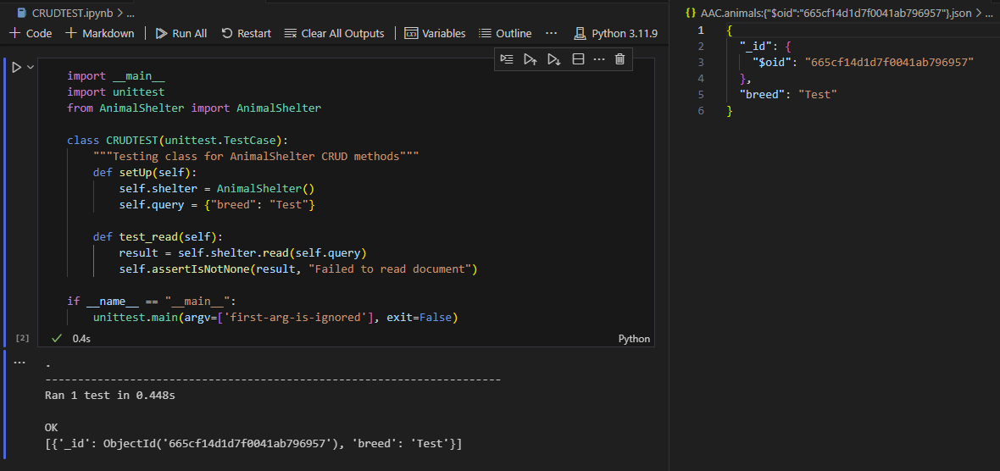 CRUDTEST.ipynb > ...
+ Code + Markdown | Run All Restart Clear All Outputs | Variables Outline ... Python 3.11.9
import __main__
import unittest
from AnimalShelter import AnimalShelter
class CRUDTEST(unittest.TestCase):
"""Testing class for AnimalShelter CRUD methods"""
def setUp(self):
self.shelter = AnimalShelter()
self.query = {"breed": "Test"}
def test_read(self):
result = self.shelter.read(self.query)
self.assertIsNotNone(result, "Failed to read document")
if __name__ == "__main__":
unittest.main(argv=['first-arg-is-ignored'], exit=False)
[2] ✓ 0.4s Python
... .
----------------------------------------------------------------------
Ran 1 test in 0.448s
OK
[{'_id': ObjectId('665cf14d1d7f0041ab796957'), 'breed': 'Test'}]
{} AAC.animals:{"$oid":"665cf14d1d7f0041ab796957"}.json > ...
1 {
2 "_id": {
3 "$oid": "665cf14d1d7f0041ab796957"
4 },
5 "breed": "Test"
6 }